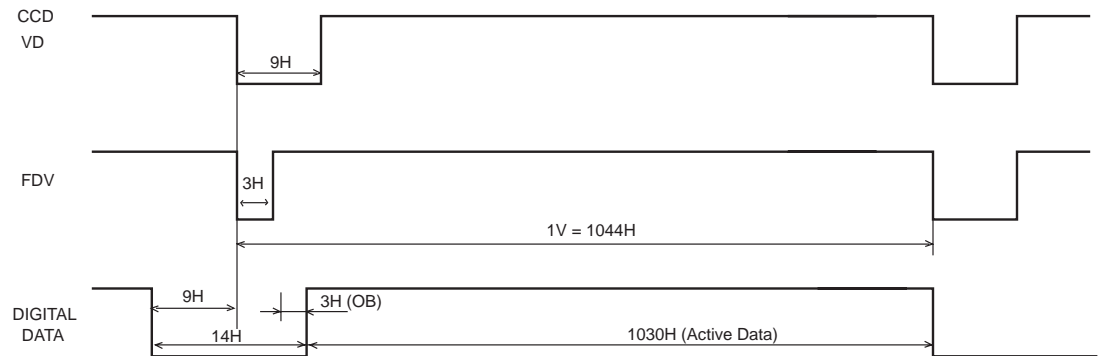 CCD
VD
9H
FDV
3H
1V = 1044H
9H
3H (OB)
DIGITAL
DATA
14H
1030H (Active Data)